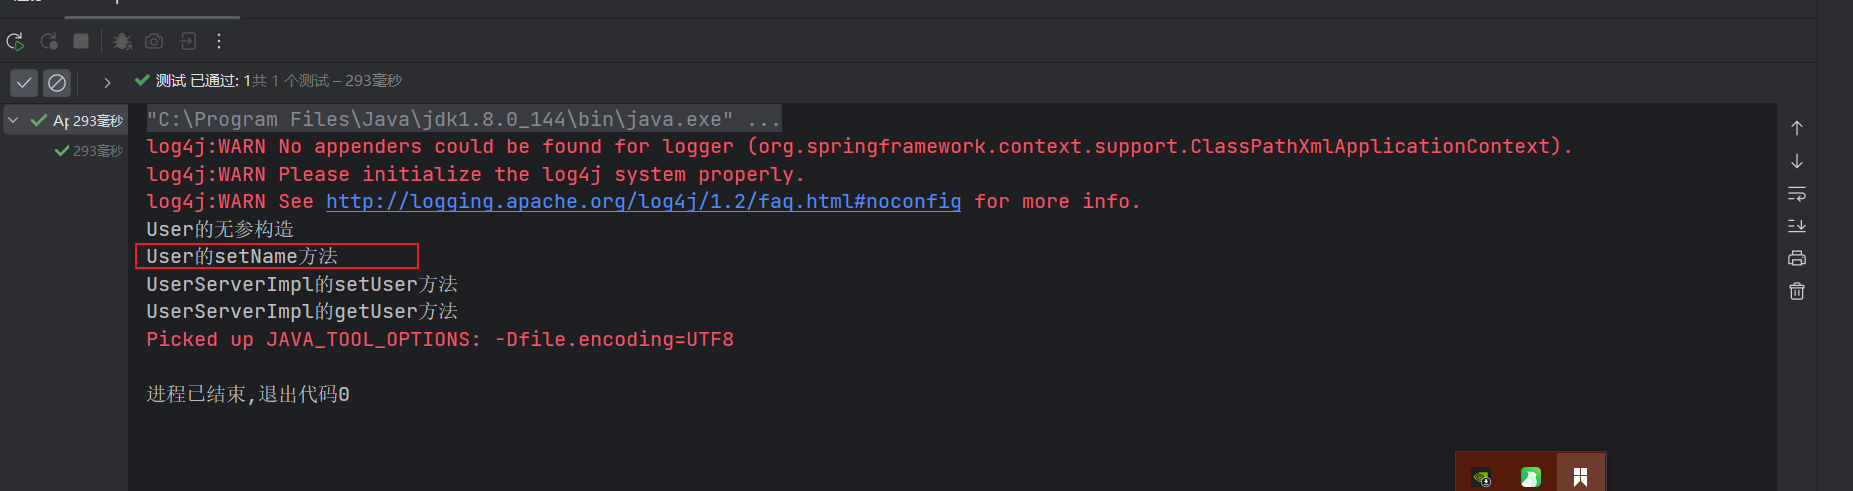 测试 已通过: 1共 1 个测试 – 293毫秒
Ap 293毫秒
293毫秒
"C:\Program Files\Java\jdk1.8.0_144\bin\java.exe" ...
log4j:WARN No appenders could be found for logger (org.springframework.context.support.ClassPathXmlApplicationContext).
log4j:WARN Please initialize the log4j system properly.
log4j:WARN See http://logging.apache.org/log4j/1.2/faq.html#noconfig for more info.
User的无参构造
User的setName方法
UserServerImpl的setUser方法
UserServerImpl的getUser方法
Picked up JAVA_TOOL_OPTIONS: -Dfile.encoding=UTF8
进程已结束,退出代码0